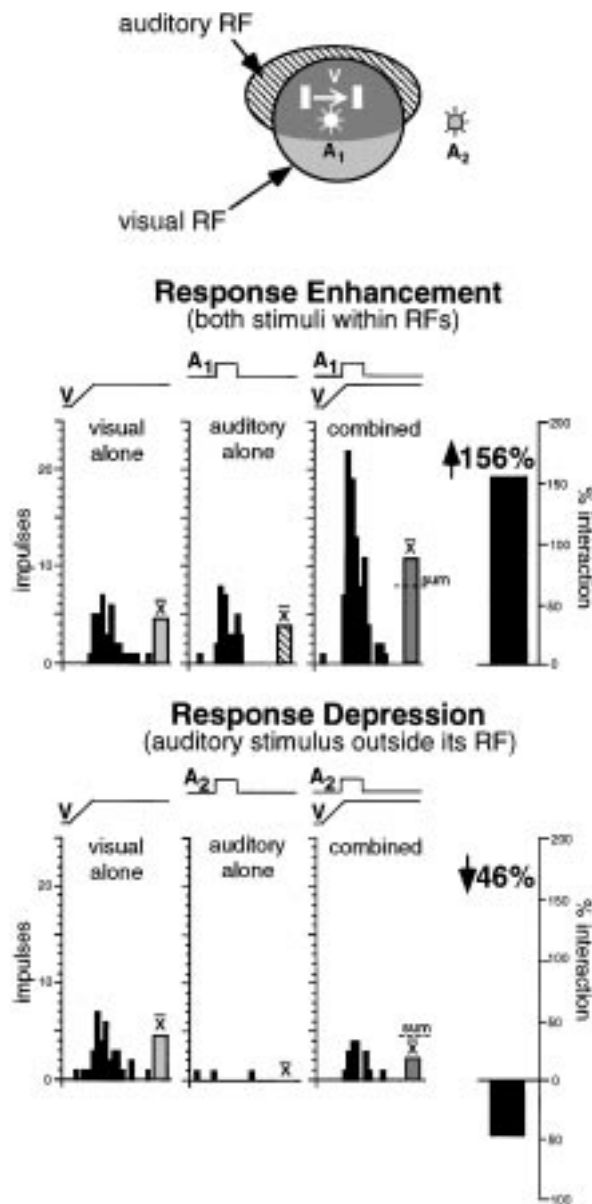 auditory RF
V
A1
A2
visual RF
Response Enhancement
(both stimuli within RFs)
V
A1
A1
V
visual alone
auditory alone
combined
156%
impulses
20
10
0
x̄
x̄
x̄
sum
200
150
100
50
0
% interaction
Response Depression
(auditory stimulus outside its RF)
V
A2
A2
V
visual alone
auditory alone
combined
46%
impulses
20
10
0
x̄
x̄
sum
x̄
200
150
100
50
0
50
100
% interaction